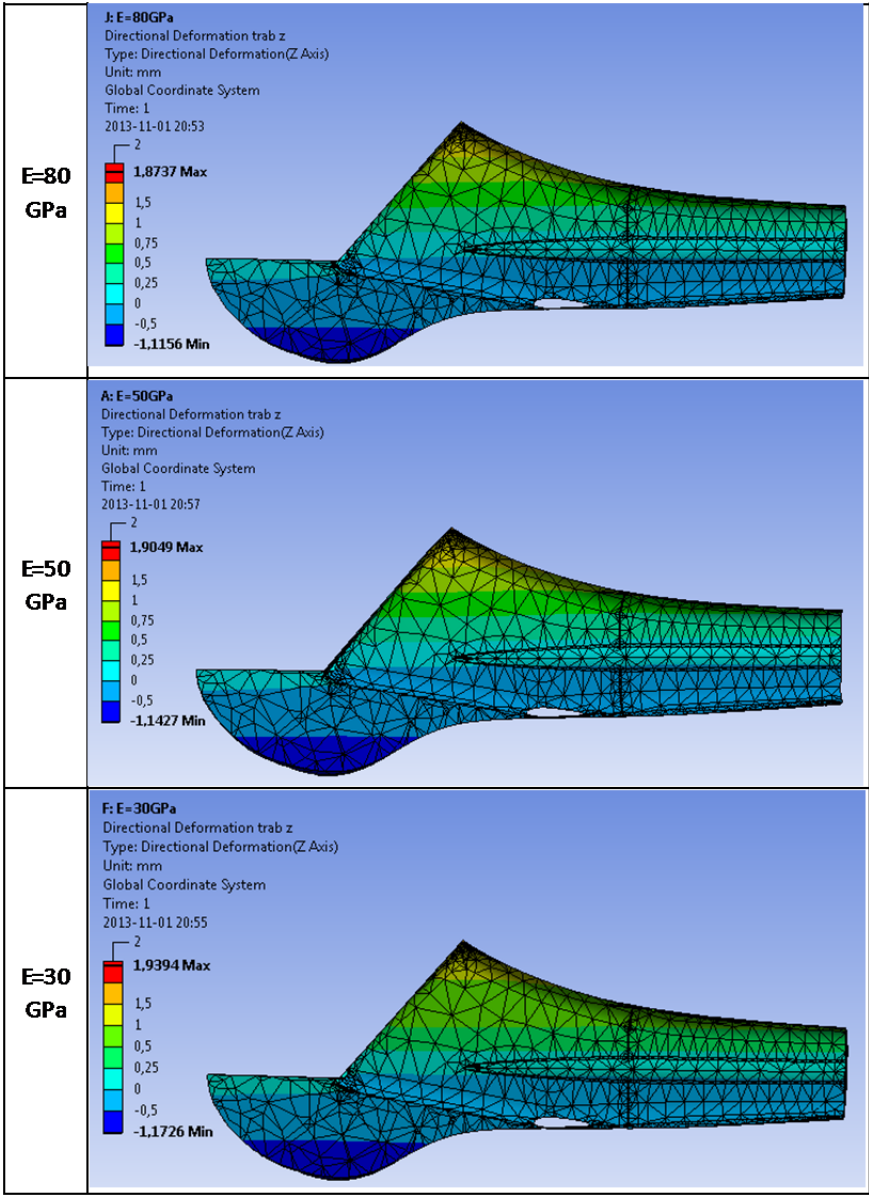 E=80
GPa
J: E=80GPa
Directional Deformation trab z
Type: Directional Deformation(Z Axis)
Unit: mm
Global Coordinate System
Time: 1
2013-11-01 20:53
2
1,8737 Max
1,5
1
0,75
0,5
0,25
0
-0,5
-1,1156 Min
E=50
GPa
A: E=50GPa
Directional Deformation trab z
Type: Directional Deformation(Z Axis)
Unit: mm
Global Coordinate System
Time: 1
2013-11-01 20:57
2
1,9049 Max
1,5
1
0,75
0,5
0,25
0
-0,5
-1,1427 Min
E=30
GPa
F: E=30GPa
Directional Deformation trab z
Type: Directional Deformation(Z Axis)
Unit: mm
Global Coordinate System
Time: 1
2013-11-01 20:55
2
1,9394 Max
1,5
1
0,5
0,25
0
-0,5
-1,1726 Min